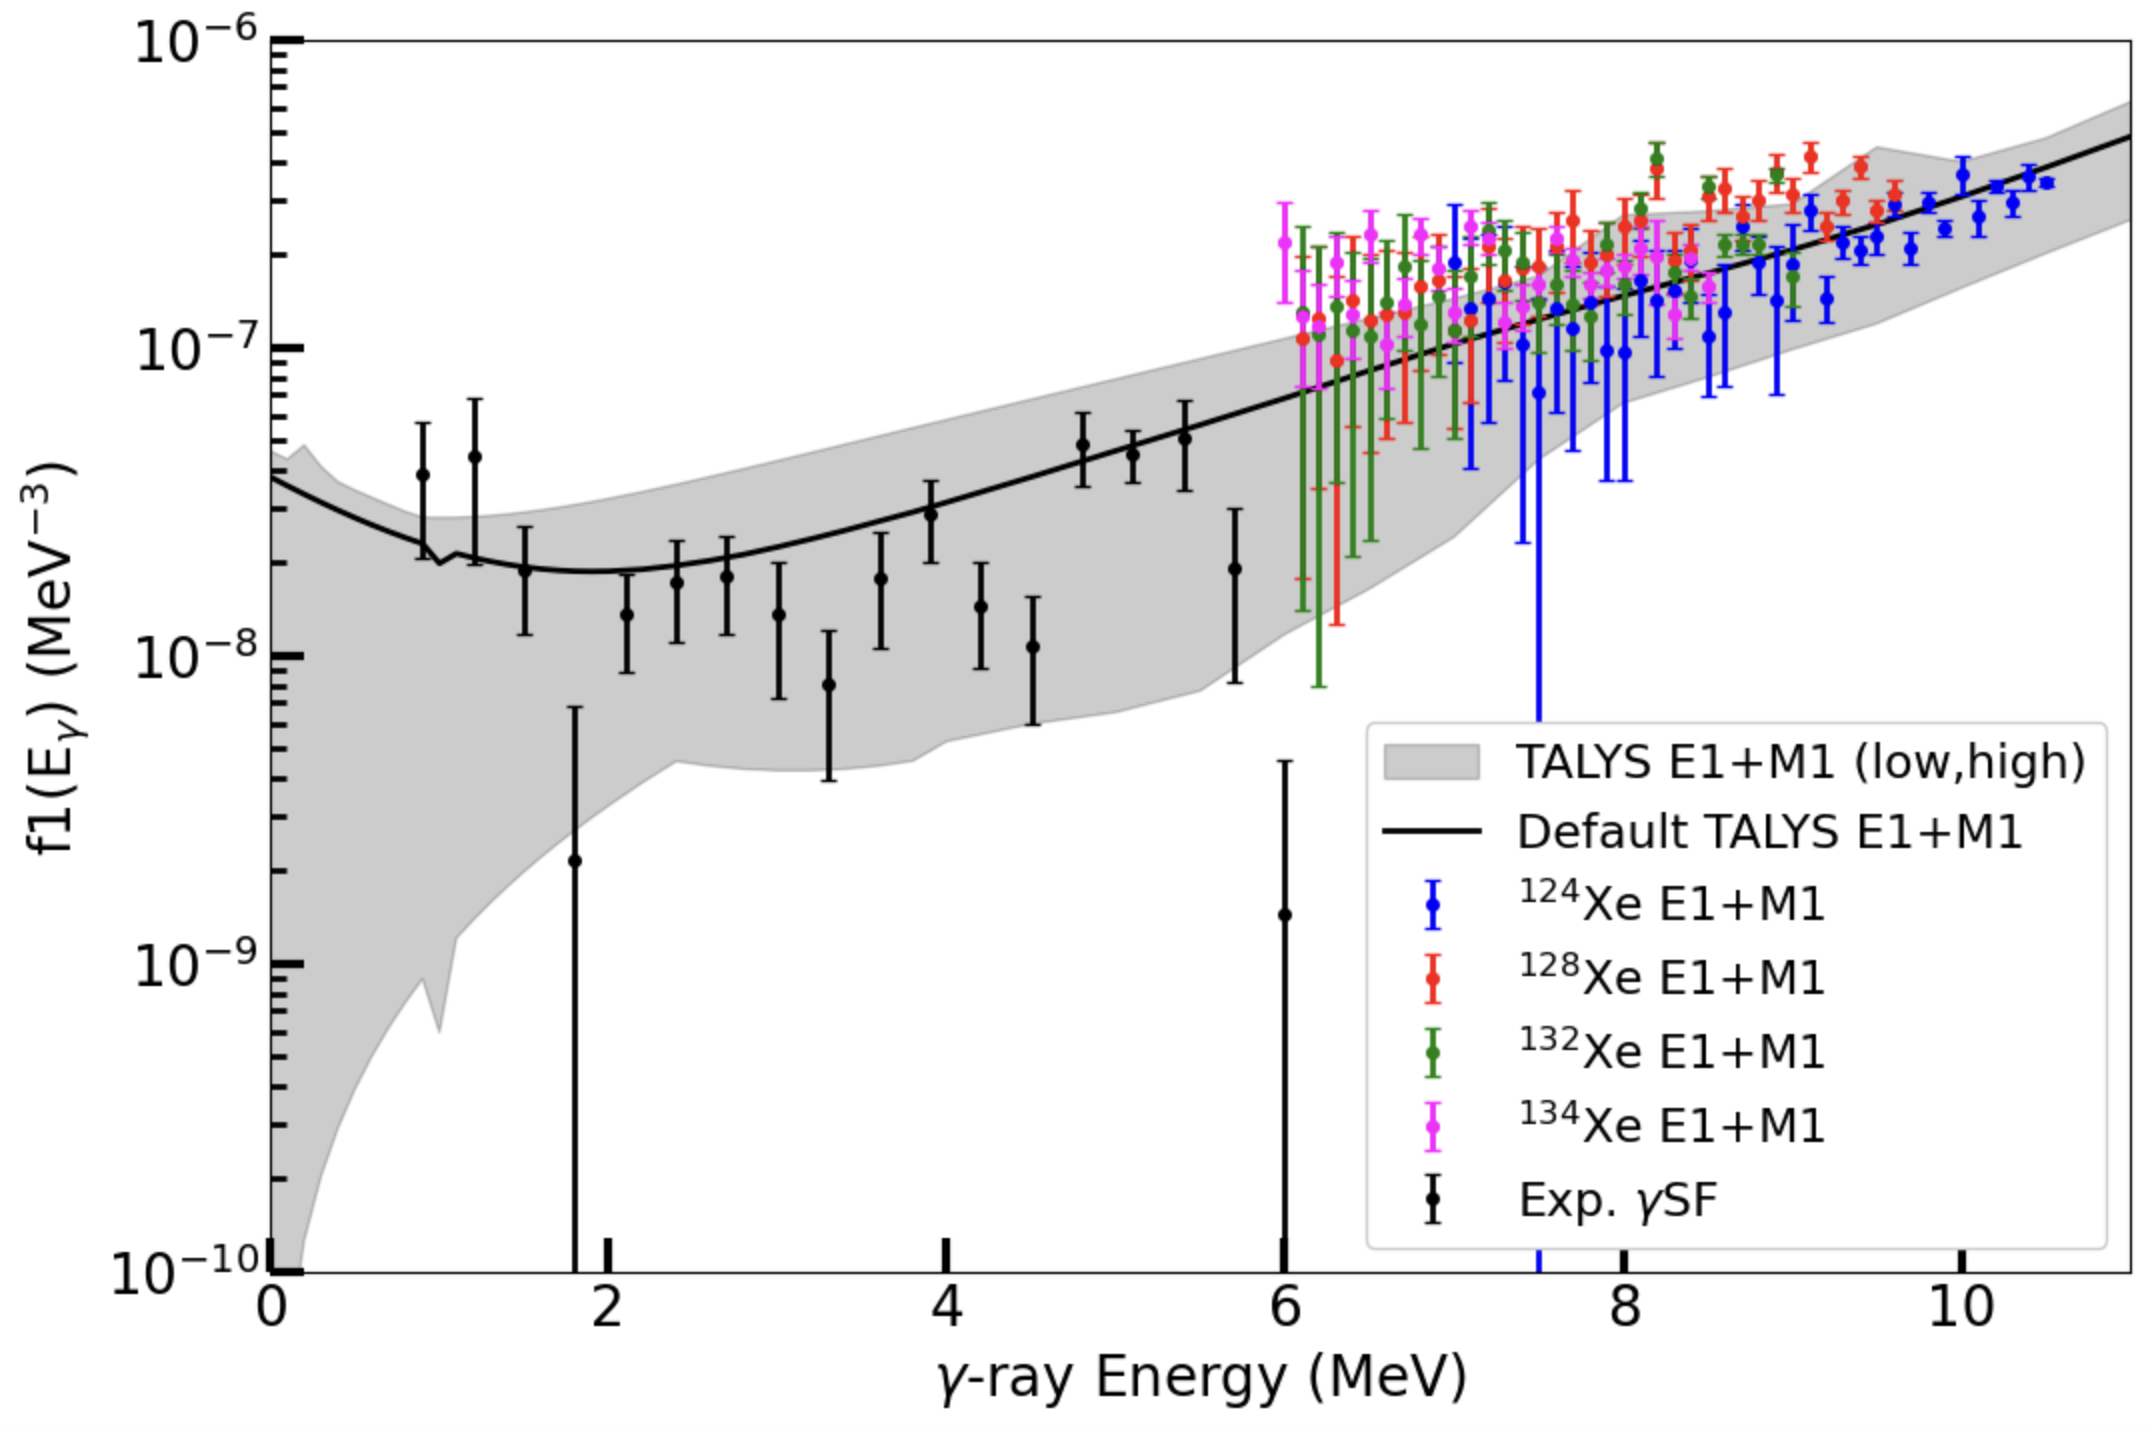 10⁻⁶
10⁻⁷
10⁻⁸
10⁻⁹
10⁻¹⁰
f1(Eᵧ) (MeV⁻³)
TALYS E1+M1 (low,high)
Default TALYS E1+M1
¹²⁴Xe E1+M1
¹²⁸Xe E1+M1
¹³²Xe E1+M1
¹³⁴Xe E1+M1
Exp. γSF
0 2 4 6 8 10
γ-ray Energy (MeV)